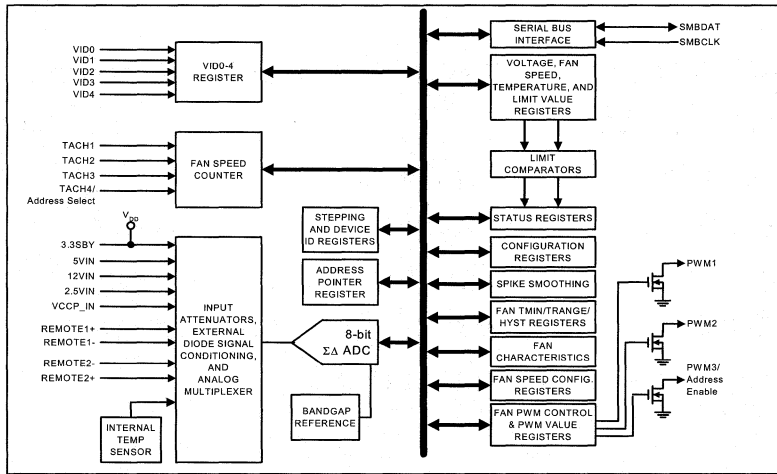 VID0
VID1
VID2
VID3
VID4
VID0-4
REGISTER
TACH1
TACH2
TACH3
TACH4/
Address Select
FAN SPEED
COUNTER
VDD
3.3SBY
5VIN
12VIN
2.5VIN
VCCP_IN
REMOTE1+
REMOTE1-
REMOTE2-
REMOTE2+
INPUT
ATTENUATORS,
EXTERNAL
DIODE SIGNAL
CONDITIONING,
AND
ANALOG
MULTIPLEXER
INTERNAL
TEMP
SENSOR
STEPPING
AND DEVICE
ID REGISTERS
ADDRESS
POINTER
REGISTER
8-bit
ΣΔ ADC
BANDGAP
REFERENCE
SERIAL BUS
INTERFACE
SMBDAT
SMBCLK
VOLTAGE, FAN
SPEED,
TEMPERATURE, AND
LIMIT VALUE
REGISTERS
LIMIT
COMPARATORS
STATUS REGISTERS
CONFIGURATION
REGISTERS
SPIKE SMOOTHING
FAN TMIN/TRANGE/
HYST REGISTERS
FAN
CHARACTERISTICS
FAN SPEED CONFIG.
REGISTERS
FAN PWM CONTROL
& PWM VALUE
REGISTERS
PWM1
PWM2
PWM3/
Address
Enable